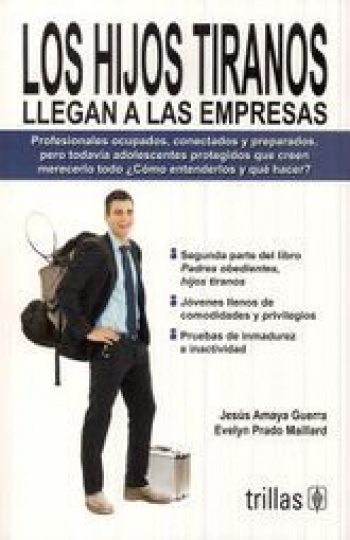 LOS HIJOS TIRANOS
LLEGAN A LAS EMPRESAS
Profesionales ocupados, conectados y preparados,
pero todavía adolescentes protegidos que creen
merecerlo todo ¿Cómo entenderlos y qué hacer?
Segunda parte del libro
Padres obedientes,
hijos tiranos
Jóvenes llenos de
comodidades y privilegios
Pruebas de inmadurez
e inactividad
Jesús Amaya Guerra
Evelyn Prado Maillard
trillas